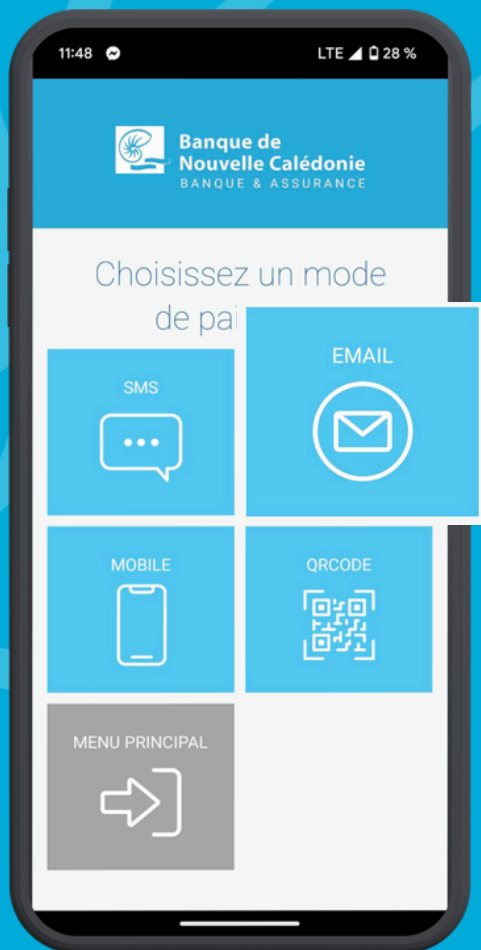 11:48
LTE 28 %
Banque de
Nouvelle Calédonie
BANQUE & ASSURANCE
Choisissez un mode
de pai
SMS
EMAIL
MOBILE
QRCODE
MENU PRINCIPAL